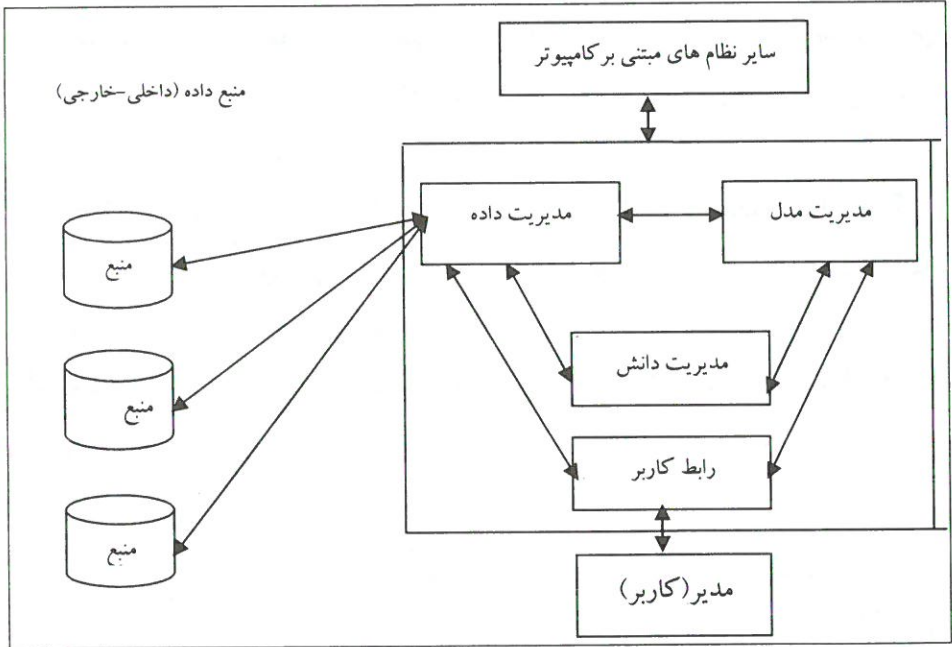 سایر نظام های مبتنی بر کامپیوتر
منبع داده (داخلی-خارجی)
مدیریت مدل
مدیریت داده
منبع
مدیریت دانش
منبع
رابط کاربر
منبع
مدیر(کاربر)